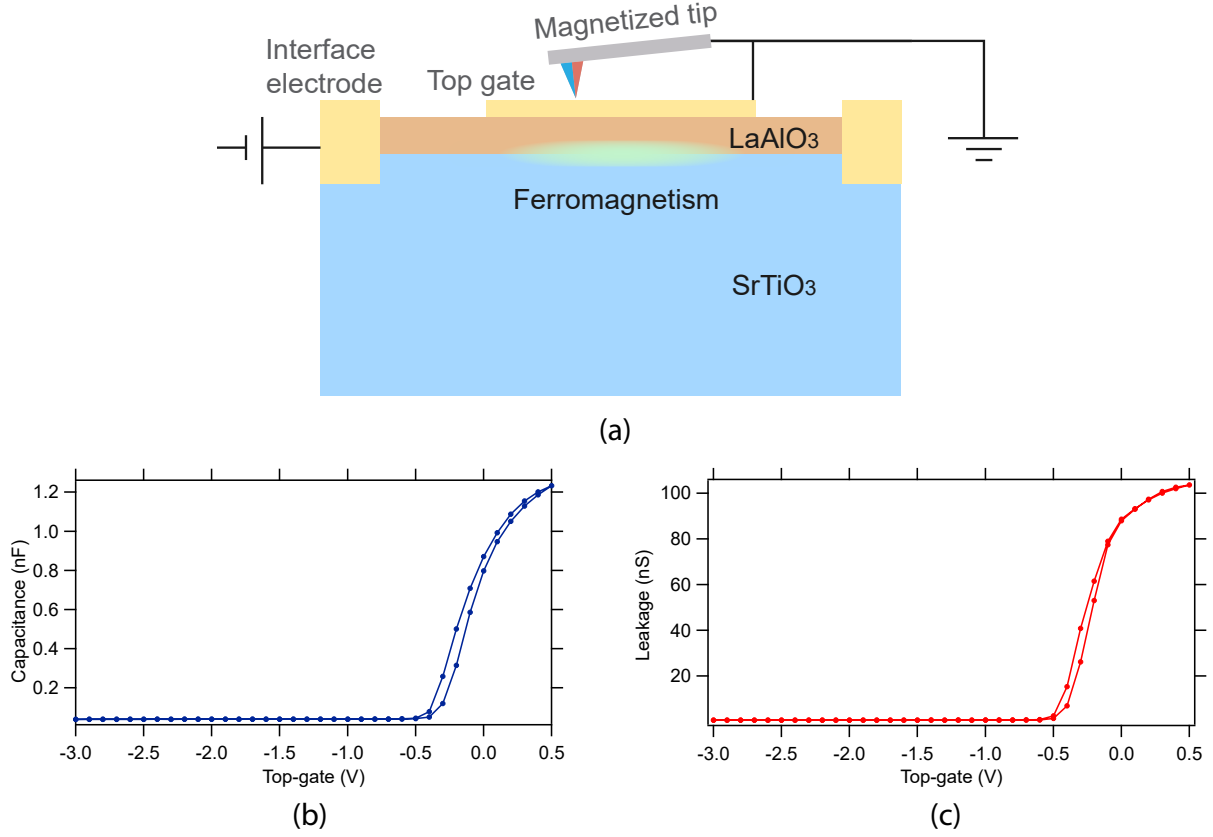 Magnetized tip
Interface
electrode
Top gate
LaAlO3
Ferromagnetism
SrTiO3
(a)
1.2
1.0
0.8
0.6
0.4
0.2
Capacitance (nF)
-3.0 -2.5 -2.0 -1.5 -1.0 -0.5 0.0 0.5
Top-gate (V)
(b)
100
80
60
40
20
Leakage (nS)
-3.0 -2.5 -2.0 -1.5 -1.0 -0.5 0.0 0.5
Top-gate (V)
(c)